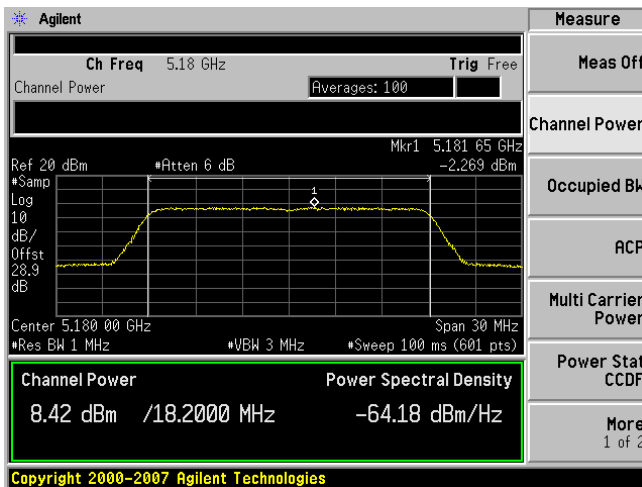 Agilent
Measure
Ch Freq 5.18 GHz Trig Free
Channel Power Averages: 100
Mkr1 5.181 65 GHz
Ref 20 dBm #Atten 6 dB -2.269 dBm
#Samp
Log
10
dB/
Offst
28.9
dB
1
Center 5.180 00 GHz Span 30 MHz
#Res BW 1 MHz #VBW 3 MHz #Sweep 100 ms (601 pts)
Channel Power Power Spectral Density
8.42 dBm /18.2000 MHz -64.18 dBm/Hz
Copyright 2000-2007 Agilent Technologies
Meas Off
Channel Power
Occupied BW
ACP
Multi Carrier
Power
Power Stat
CCDF
More
1 of 2